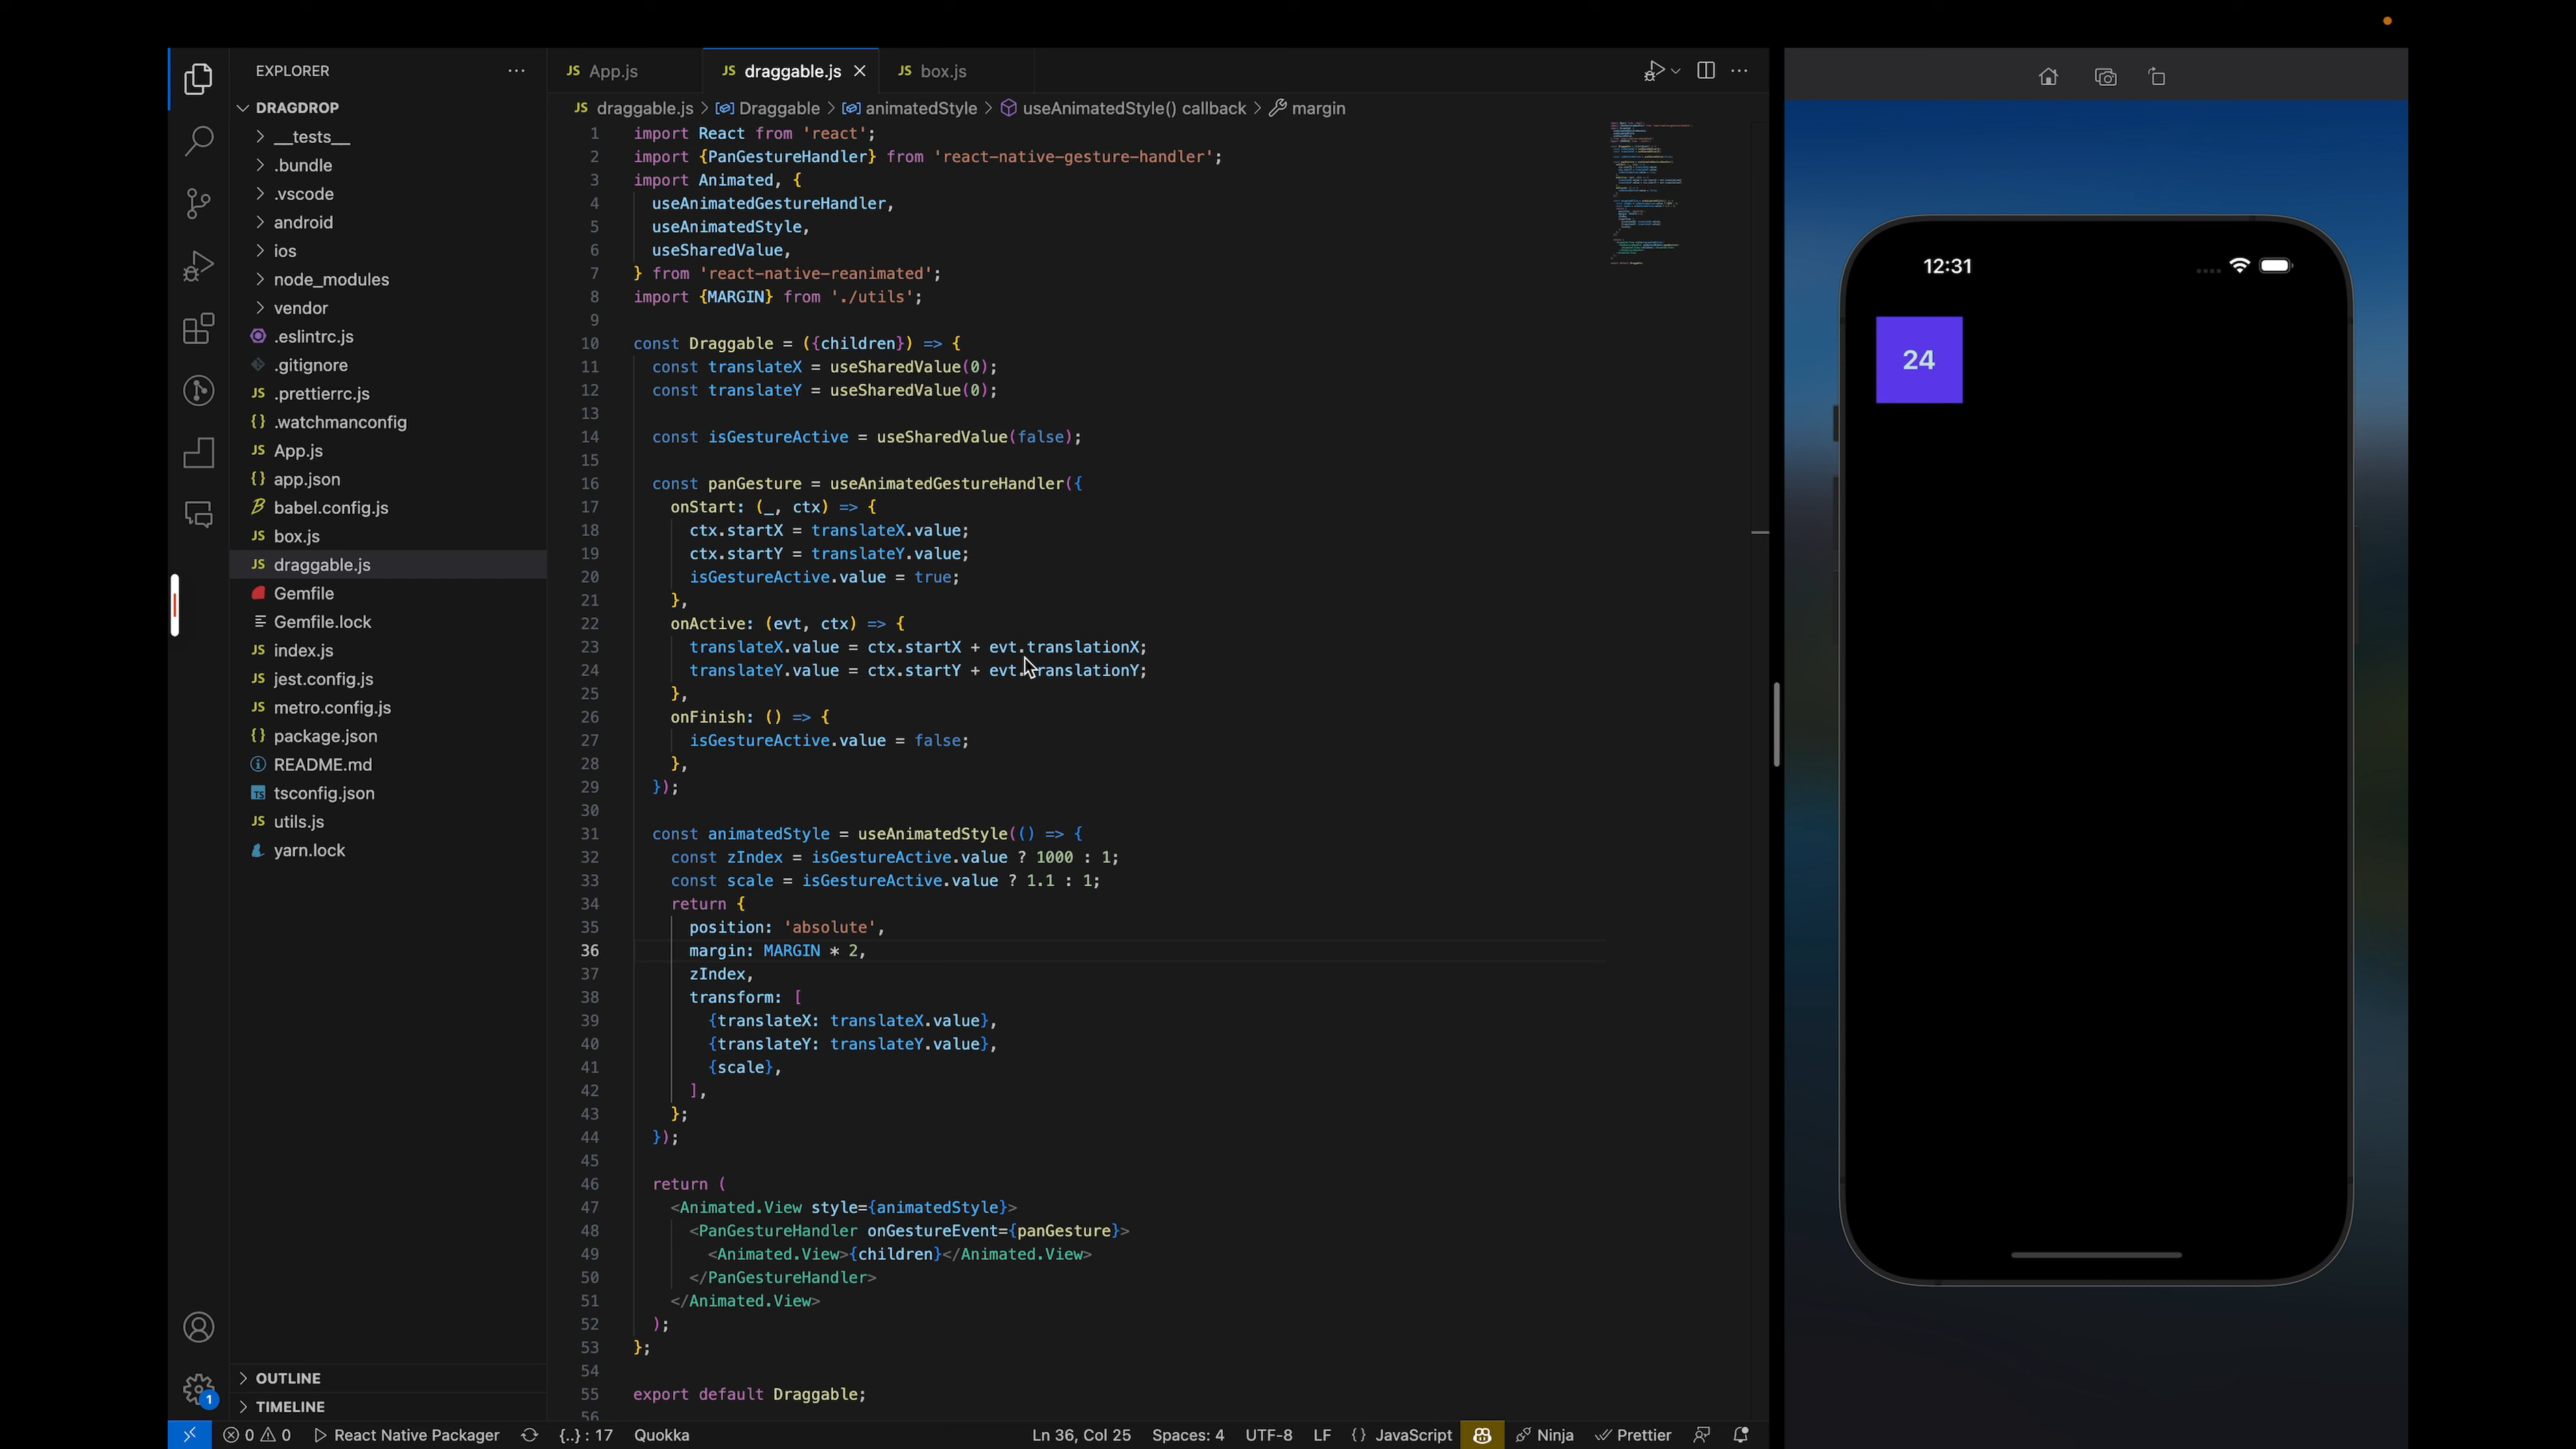 EXPLORER
DRAGDROP
__tests__
.bundle
.vscode
android
ios
node_modules
vendor
.eslintrc.js
.gitignore
JS .prettierrc.js
{} .watchmanconfig
JS App.js
{} app.json
babel.config.js
JS box.js
JS draggable.js
Gemfile
Gemfile.lock
JS index.js
JS jest.config.js
JS metro.config.js
{} package.json
README.md
TS tsconfig.json
JS utils.js
yarn.lock
OUTLINE
TIMELINE
1
JS App.js JS draggable.js JS box.js
JS draggable.js > Draggable > animatedStyle > useAnimatedStyle() callback > margin
1 import React from 'react';
2 import {PanGestureHandler} from 'react-native-gesture-handler';
3 import Animated, {
4 useAnimatedGestureHandler,
5 useAnimatedStyle,
6 useSharedValue,
7 } from 'react-native-reanimated';
8 import {MARGIN} from './utils';
9
10 const Draggable = ({children}) => {
11 const translateX = useSharedValue(0);
12 const translateY = useSharedValue(0);
13
14 const isGestureActive = useSharedValue(false);
15
16 const panGesture = useAnimatedGestureHandler({
17 onStart: (_, ctx) => {
18 ctx.startX = translateX.value;
19 ctx.startY = translateY.value;
20 isGestureActive.value = true;
21 },
22 onActive: (evt, ctx) => {
23 translateX.value = ctx.startX + evt.translationX;
24 translateY.value = ctx.startY + evt.translationY;
25 },
26 onFinish: () => {
27 isGestureActive.value = false;
28 },
29 });
30
31 const animatedStyle = useAnimatedStyle(() => {
32 const zIndex = isGestureActive.value ? 1000 : 1;
33 const scale = isGestureActive.value ? 1.1 : 1;
34 return {
35 position: 'absolute',
36 margin: MARGIN * 2,
37 zIndex,
38 transform: [
39 {translateX: translateX.value},
40 {translateY: translateY.value},
41 {scale},
42 ],
43 };
44 });
45
46 return (
47 <Animated.View style={animatedStyle}>
48 <PanGestureHandler onGestureEvent={panGesture}>
49 <Animated.View>{children}</Animated.View>
50 </PanGestureHandler>
51 </Animated.View>
52 );
53 };
54
55 export default Draggable;
56
0 0 React Native Packager {..} : 17 Quokka Ln 36, Col 25 Spaces: 4 UTF-8 LF {} JavaScript Ninja Prettier
12:31
24